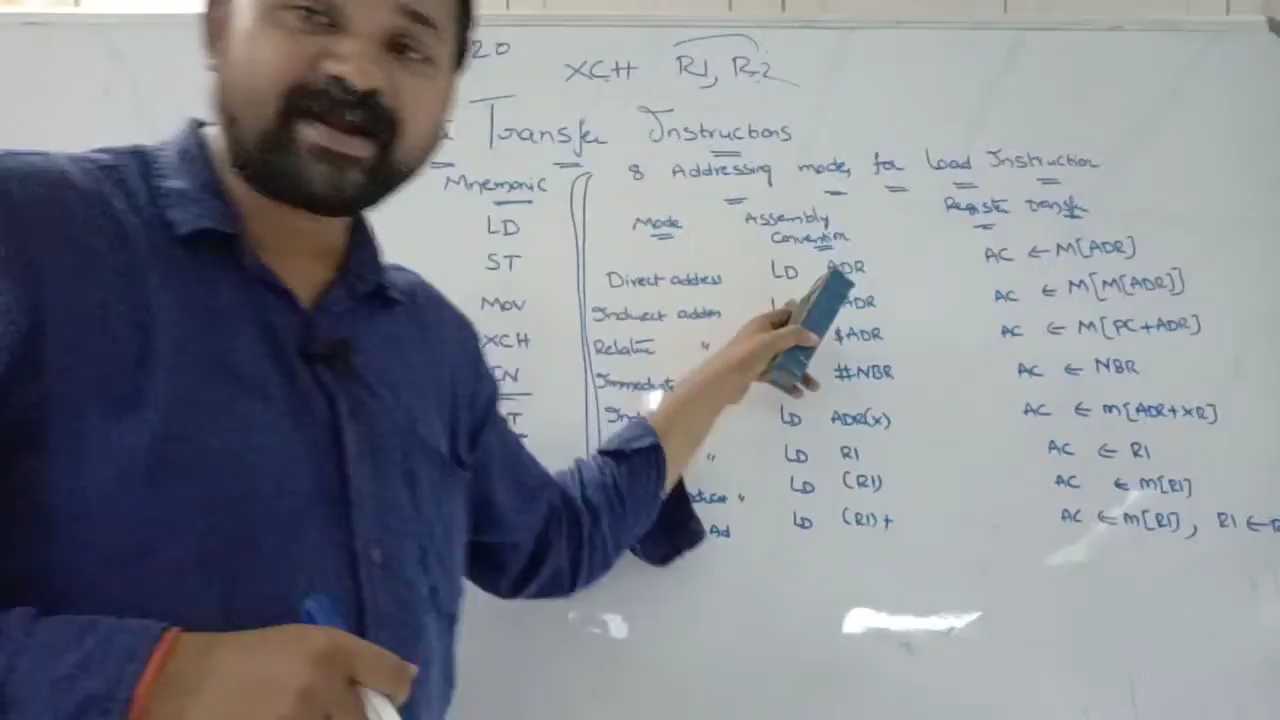 20
XCH R1, R2
Transfer Instructions
8 Addressing modes for Load Instruction
Mnemonic
Mode Assembly Convention Register Transfer
LD
ST
MOV
XCH
IN
Direct address LD ADR AC ← M[ADR]
Indirect address ADR AC ← M[M[ADR]]
Relative " $ADR AC ← M[PC+ADR]
#NBR AC ← NBR
LD ADR(X) AC ← M[ADR+XR]
" LD R1 AC ← R1
" LD (R1) AC ← M[R1]
Ad LD (R1)+ AC ← M[R1], R1 ←